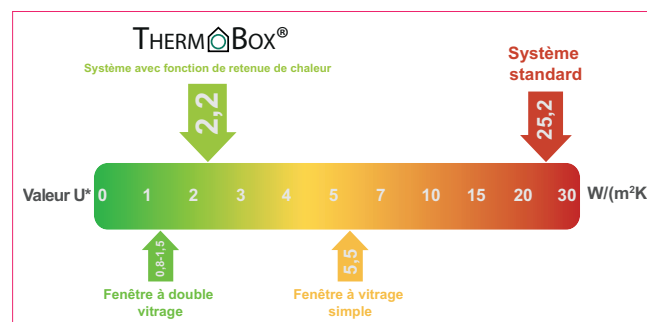 THERMOBOX®
Système avec fonction de retenue de chaleur
Système
standard
2,2
25,2
Valeur U* 0 1 2 3 4 5 7 10 15 20 30 W/(m²K
0,8-1,5
5,5
Fenêtre à double
vitrage
Fenêtre à vitrage
simple